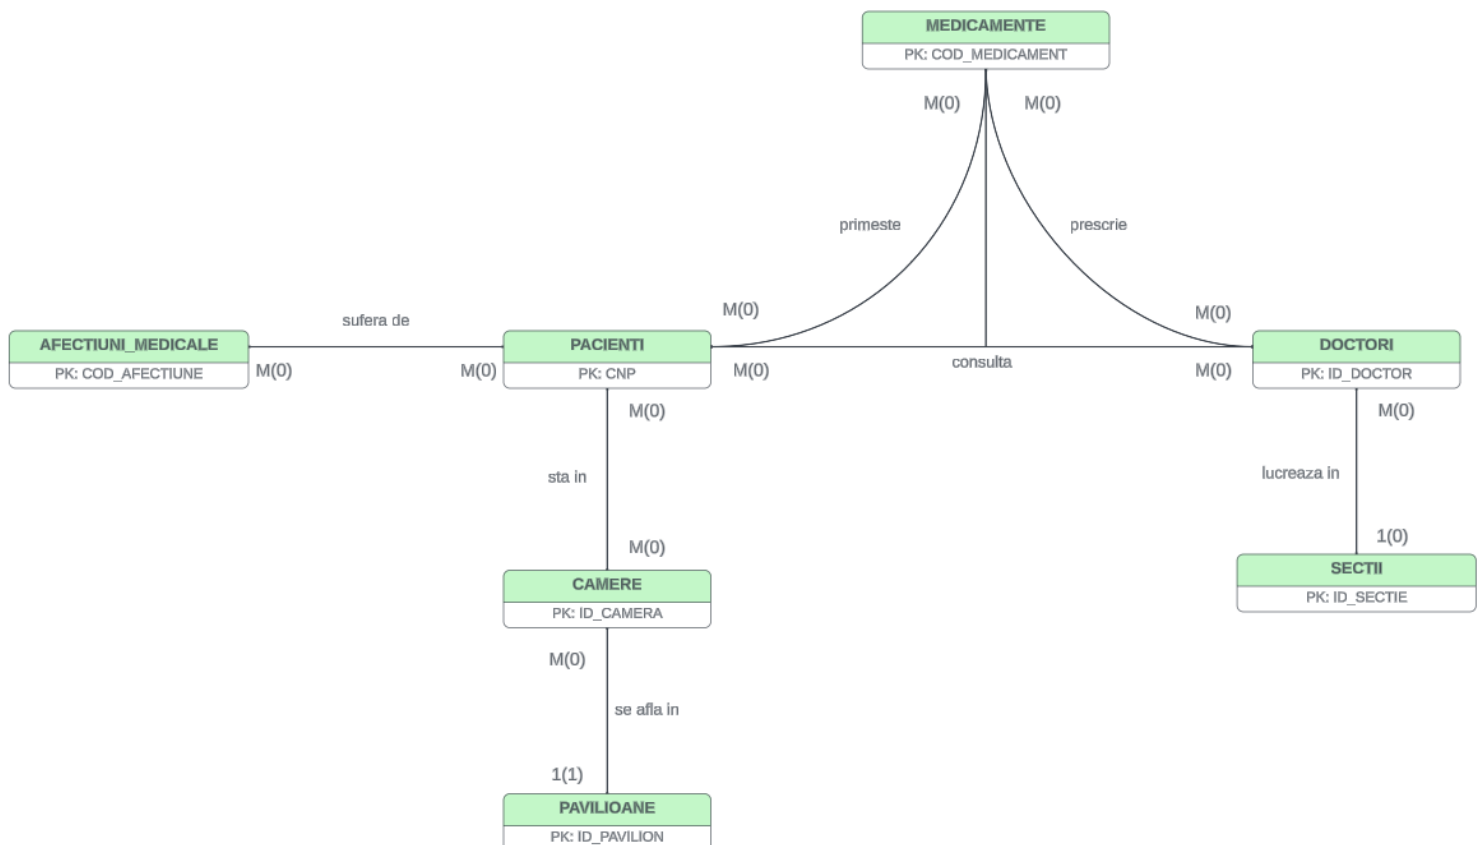 MEDICAMENTE
PK: COD_MEDICAMENT
M(0)
M(0)
primeste
prescrie
M(0)
M(0)
sufera de
AFECTIUNI_MEDICALE
PK: COD_AFECTIUNE
M(0)
M(0)
PACIENTI
PK: CNP
M(0)
consulta
M(0)
DOCTORI
PK: ID_DOCTOR
M(0)
M(0)
sta in
lucreaza in
M(0)
1(0)
CAMERE
PK: ID_CAMERA
SECTII
PK: ID_SECTIE
M(0)
se afla in
1(1)
PAVILIOANE
PK: ID_PAVILION